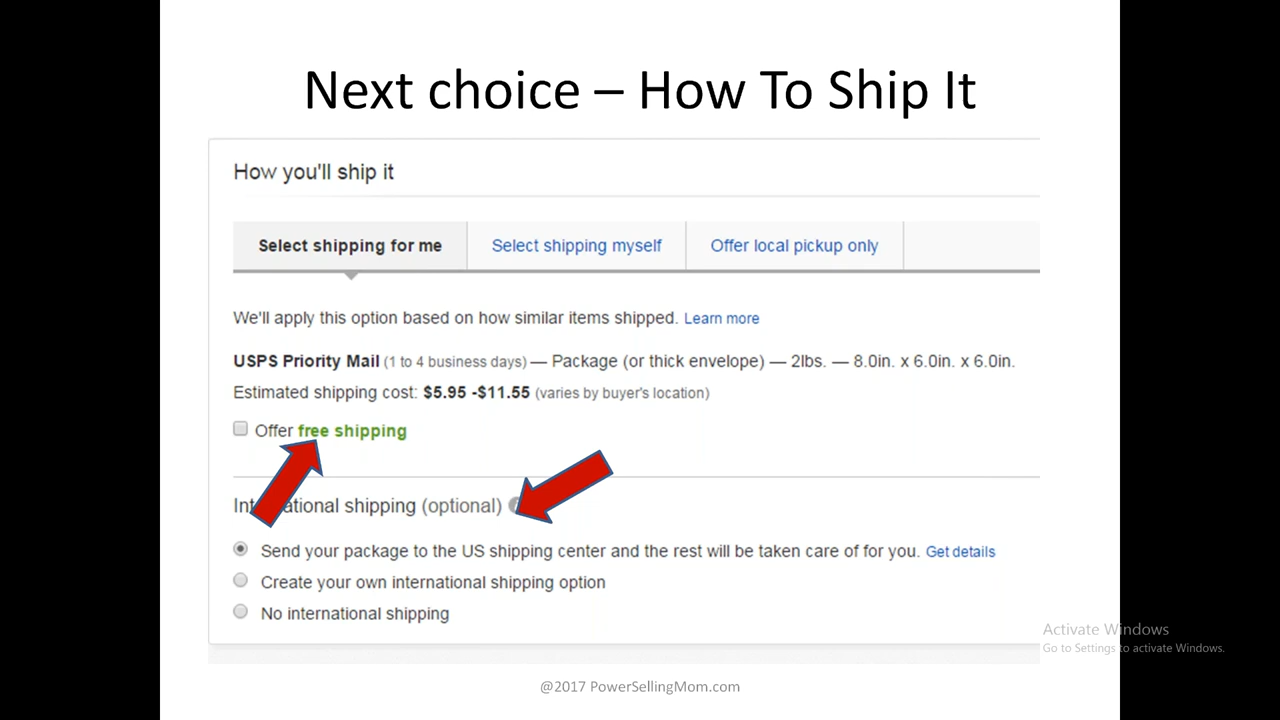 Next choice – How To Ship It
How you'll ship it
Select shipping for me
Select shipping myself
Offer local pickup only
We'll apply this option based on how similar items shipped. Learn more
USPS Priority Mail (1 to 4 business days) — Package (or thick envelope) — 2lbs. — 8.0in. x 6.0in. x 6.0in.
Estimated shipping cost: $5.95 -$11.55 (varies by buyer's location)
Offer free shipping
International shipping (optional)
Send your package to the US shipping center and the rest will be taken care of for you. Get details
Create your own international shipping option
No international shipping
Activate Windows
Go to Settings to activate Windows.
@2017 PowerSellingMom.com